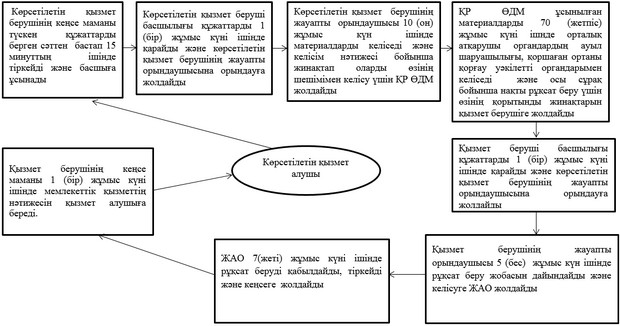 Көрсетілетін қызмет
берушінің кеңсе маманы
түскен құжаттарды
берген сәттен бастап 15
минуттың ішінде
тіркейді және басшыға
ұсынады
Көрсетілетін қызмет беруші
басшылығы құжаттарды 1
(бір) жұмыс күні ішінде
қарайды және көрсетілетін
қызмет берушінің жауапты
орындаушысына орындауға
жолдайды
Көрсетілетін қызмет берушінің
жауапты орындаушысы 10 (он)
жұмыс күн ішінде
материалдарды келіседі және
келісім нәтижесі бойынша
жинақтап оларды өзінің
шешімімен келісу үшін ҚР ӨДМ
жолдайды
ҚР ӨДМ ұсынылған
материалдарды 70 (жетпіс)
жұмыс күні ішнде орталық
атқарушы органдардың ауыл
шаруашылығы, қоршаған ортаны
қорғау уәкілетті органдарымен
келіседі және осы сұрақ
бойынша нақты рұқсат беру үшін
өзінің қорытынды жинақтарын
қызмет берушіге жолдайды
Қызмет беруші басшылығы
құжаттарды 1 (бір) жұмыс күні
ішінде қарайды және көрсетілетін
қызмет берушінің жауапты
орындаушысына орындауға
жолдайды
Қызмет берушінің жауапты
орындаушысы 5 (бес) жұмыс күн ішінде
рұқсат беру жобасын дайындайды және
келісуге ЖАО жолдайды
ЖАО 7(жеті) жұмыс күні ішінде
рұқсат беруді қабылдайды, тіркейді
және кеңсеге жолдайды
Қызмет берушінің кеңсе
маманы 1 (бір) жұмыс күні
ішінде мемлекеттік қызметтің
нәтижесін қызмет алушыға
береді.
Көрсетілетін қызмет
алушы